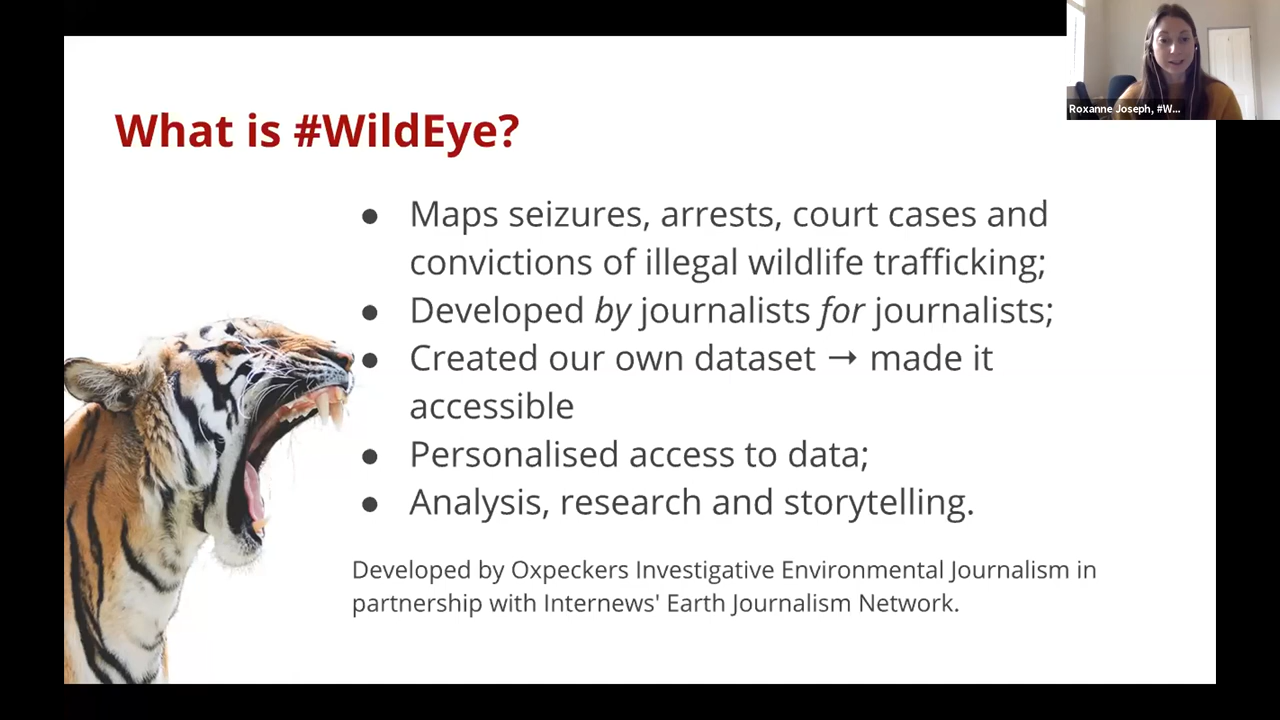 What is #WildEye?
● Maps seizures, arrests, court cases and
convictions of illegal wildlife trafficking;
● Developed by journalists for journalists;
● Created our own dataset → made it
accessible
● Personalised access to data;
● Analysis, research and storytelling.
Developed by Oxpeckers Investigative Environmental Journalism in
partnership with Internews' Earth Journalism Network.
Roxanne Joseph, #W...